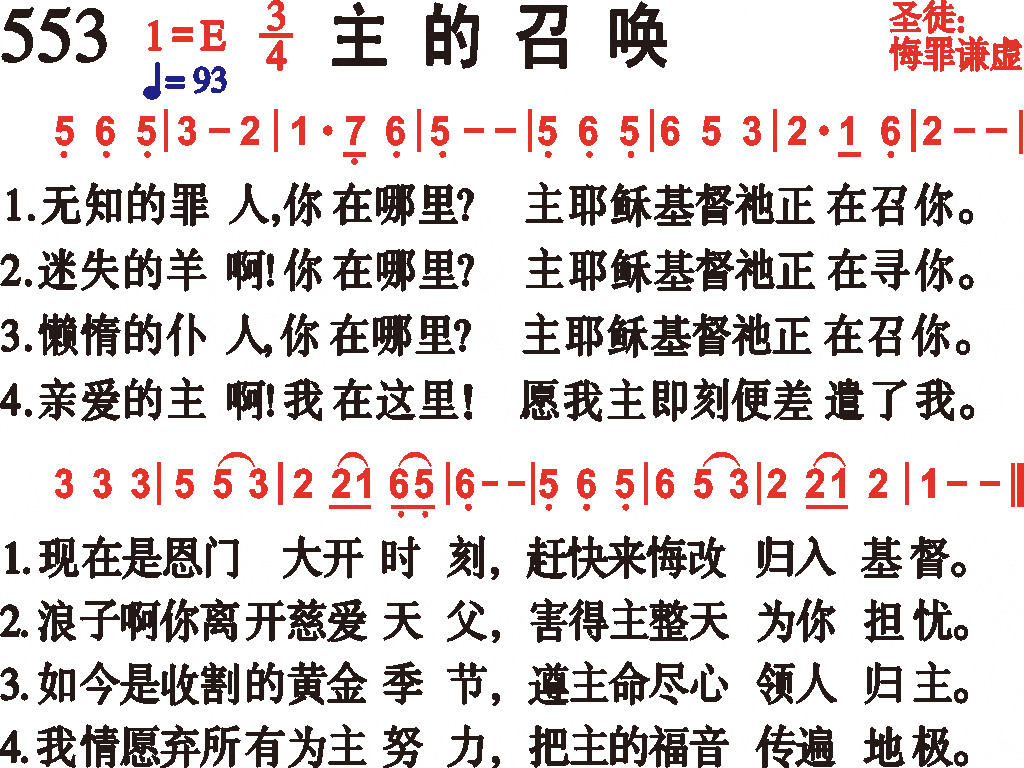 553 1=E 3/4 主的召唤 圣徒:
♩=93 悔罪谦虚
5 6 5|3－2|1·7 6|5－－|5 6 5|6 5 3|2·1 6|2－－|
1.无知的罪 人,你在哪里? 主耶稣基督祂正在召你。
2.迷失的羊 啊!你在哪里? 主耶稣基督祂正在寻你。
3.懒惰的仆 人,你在哪里? 主耶稣基督祂正在召你。
4.亲爱的主 啊!我在这里! 愿我主即刻便差遣了我。
3 3 3|5 5 3|2 21 65|6－－|5 6 5|6 5 3|2 21 2|1－－‖
1.现在是恩门 大开时刻，赶快来悔改 归入基督。
2.浪子啊你离开慈爱天父，害得主整天 为你担忧。
3.如今是收割的黄金季节，遵主命尽心 领人归主。
4.我情愿弃所有为主努力，把主的福音 传遍地极。